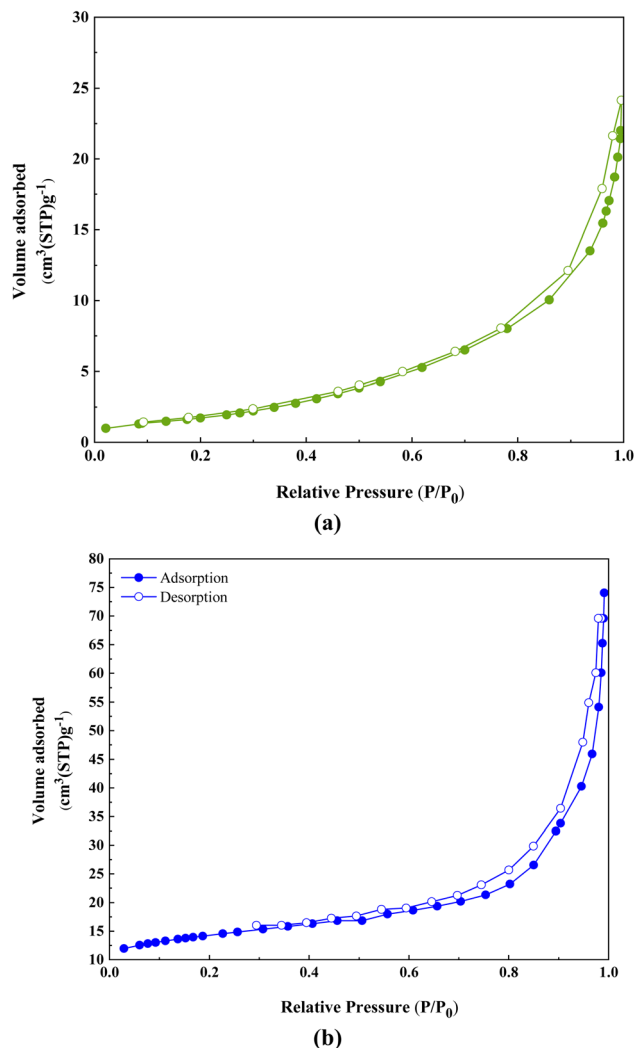 30
25
20
15
10
5
0
0.0 0.2 0.4 0.6 0.8 1.0
Volume adsorbed
(cm³(STP)g⁻¹)
Relative Pressure (P/P₀)
(a)
80
75
70
65
60
55
50
45
40
35
30
25
20
15
10
0.0 0.2 0.4 0.6 0.8 1.0
Adsorption
Desorption
Volume adsorbed
(cm³(STP)g⁻¹)
Relative Pressure (P/P₀)
(b)